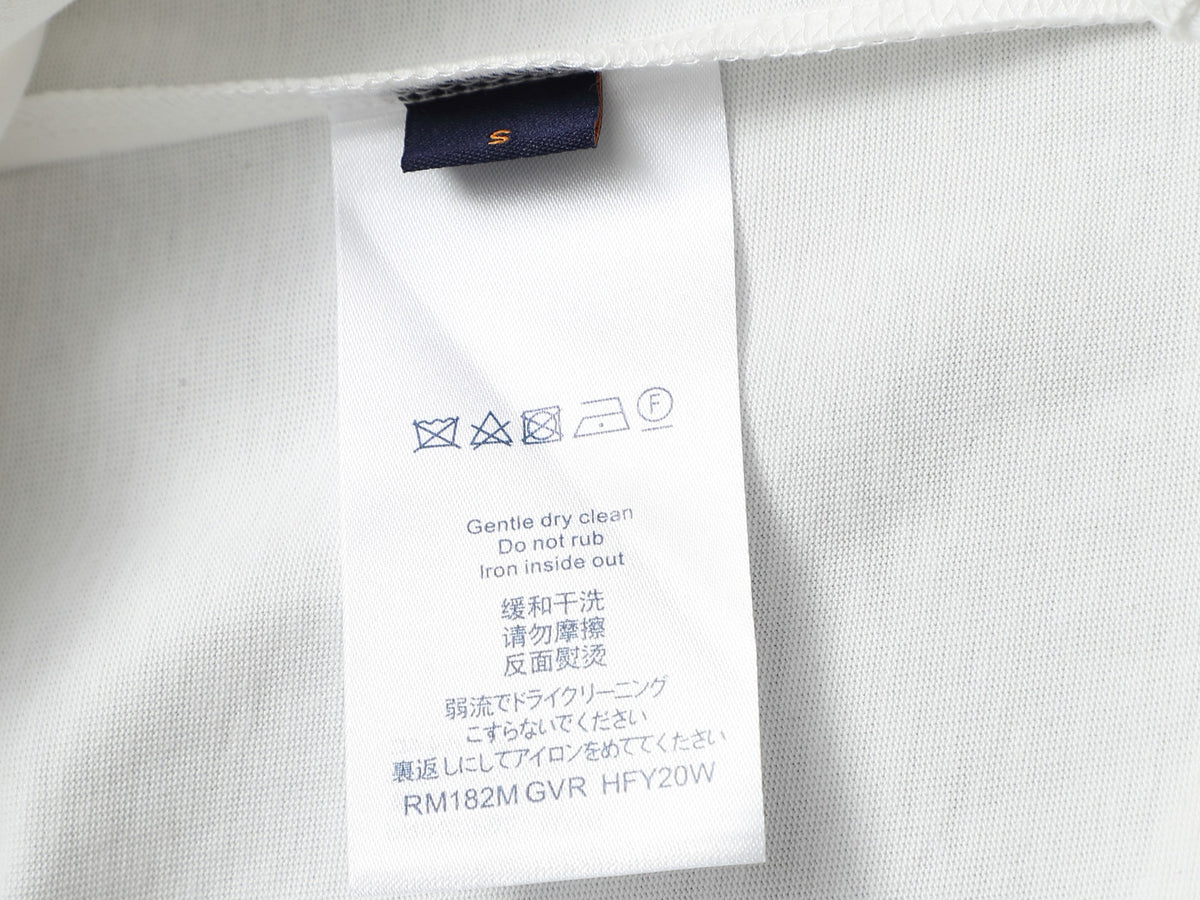 S
F
Gentle dry clean
Do not rub
Iron inside out
缓和干洗
请勿摩擦
反面熨烫
弱流でドライクリーニング
こすらないでください
裏返しにしてアイロンをめててください
RM182M GVR HFY20W